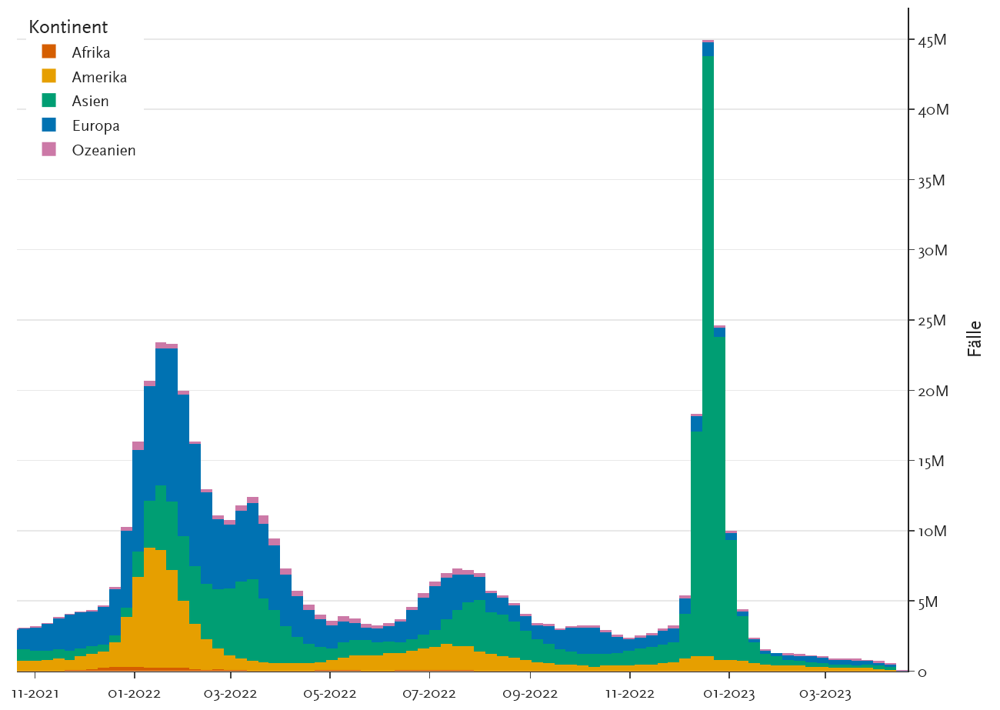 Kontinent
Afrika
Amerika
Asien
Europa
Ozeanien
45M
40M
35M
30M
25M
20M
15M
10M
5M
0
Fälle
11-2021 01-2022 03-2022 05-2022 07-2022 09-2022 11-2022 01-2023 03-2023